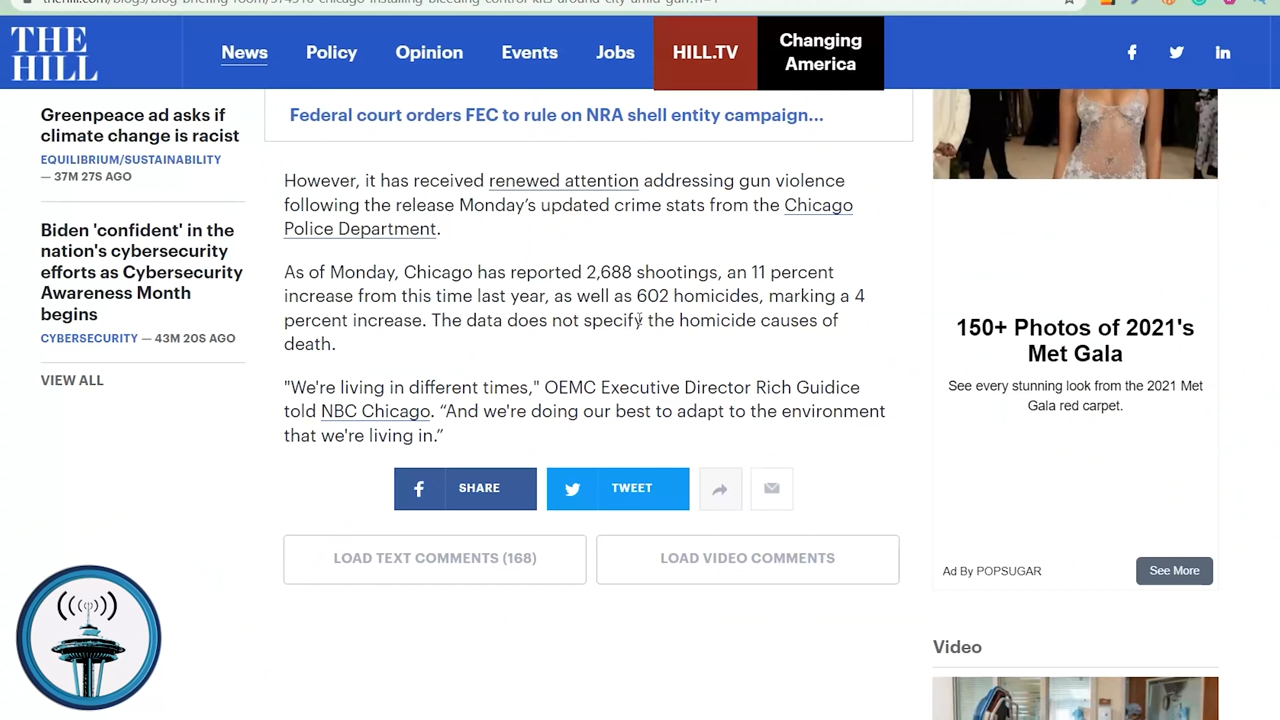 THE
HILL
News
Policy
Opinion
Events
Jobs
HILL.TV
Changing
America
Greenpeace ad asks if
climate change is racist
EQUILIBRIUM/SUSTAINABILITY
— 37M 27S AGO
Biden 'confident' in the
nation's cybersecurity
efforts as Cybersecurity
Awareness Month
begins
CYBERSECURITY — 43M 20S AGO
VIEW ALL
Federal court orders FEC to rule on NRA shell entity campaign...
However, it has received renewed attention addressing gun violence
following the release Monday’s updated crime stats from the Chicago
Police Department.
As of Monday, Chicago has reported 2,688 shootings, an 11 percent
increase from this time last year, as well as 602 homicides, marking a 4
percent increase. The data does not specify the homicide causes of
death.
"We're living in different times," OEMC Executive Director Rich Guidice
told NBC Chicago. “And we're doing our best to adapt to the environment
that we're living in.”
SHARE
TWEET
LOAD TEXT COMMENTS (168)
LOAD VIDEO COMMENTS
150+ Photos of 2021's
Met Gala
See every stunning look from the 2021 Met
Gala red carpet.
Ad By POPSUGAR
See More
Video